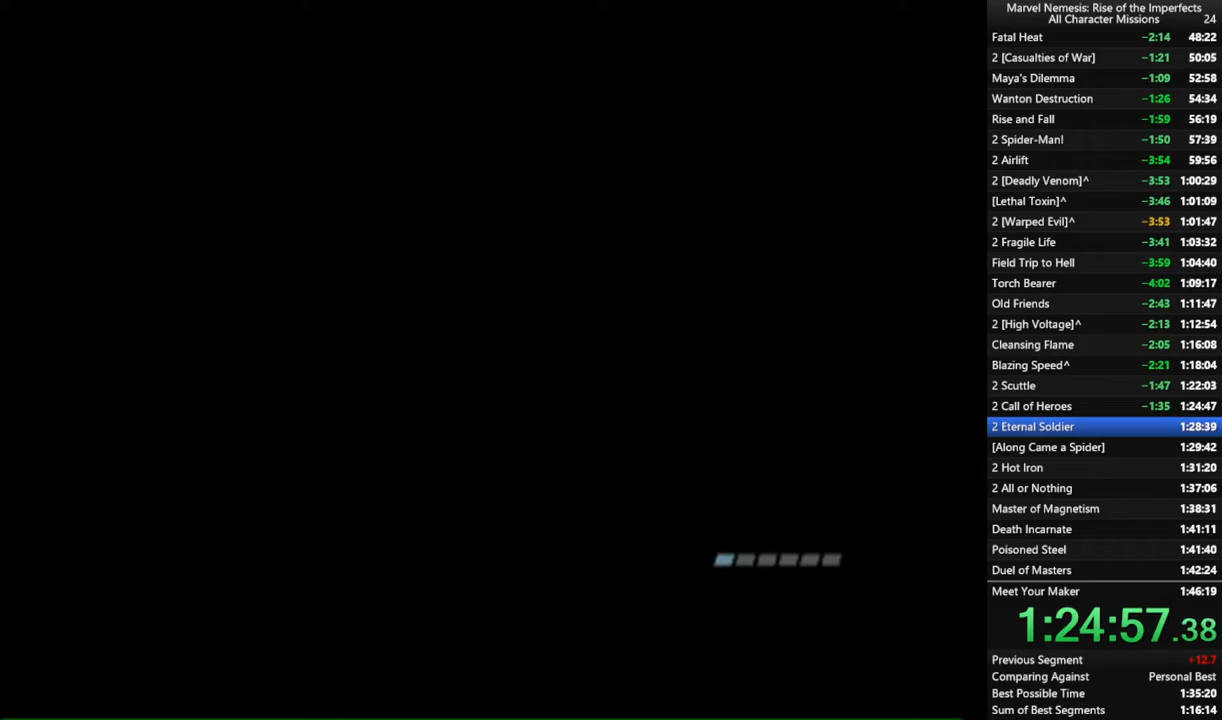 Marvel Nemesis: Rise of the Imperfects
All Character Missions 24
Fatal Heat −2:14 48:22
2 [Casualties of War] −1:21 50:05
Maya's Dilemma −1:09 52:58
Wanton Destruction −1:26 54:34
Rise and Fall −1:59 56:19
2 Spider-Man! −1:50 57:39
2 Airlift −3:54 59:56
2 [Deadly Venom]^ −3:53 1:00:29
[Lethal Toxin]^ −3:46 1:01:09
2 [Warped Evil]^ −3:53 1:01:47
2 Fragile Life −3:41 1:03:32
Field Trip to Hell −3:59 1:04:40
Torch Bearer −4:02 1:09:17
Old Friends −2:43 1:11:47
2 [High Voltage]^ −2:13 1:12:54
Cleansing Flame −2:05 1:16:08
Blazing Speed^ −2:21 1:18:04
2 Scuttle −1:47 1:22:03
2 Call of Heroes −1:35 1:24:47
2 Eternal Soldier 1:28:39
[Along Came a Spider] 1:29:42
2 Hot Iron 1:31:20
2 All or Nothing 1:37:06
Master of Magnetism 1:38:31
Death Incarnate 1:41:11
Poisoned Steel 1:41:40
Duel of Masters 1:42:24
Meet Your Maker 1:46:19
1:24:57.38
Previous Segment +12.7
Comparing Against Personal Best
Best Possible Time 1:35:20
Sum of Best Segments 1:16:14